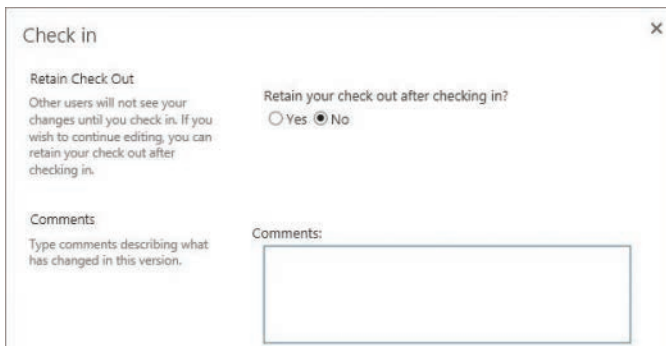 Check in
Retain Check Out
Other users will not see your
changes until you check in. If you
wish to continue editing, you can
retain your check out after
checking in.
Retain your check out after checking in?
Yes No
Comments
Type comments describing what
has changed in this version.
Comments: